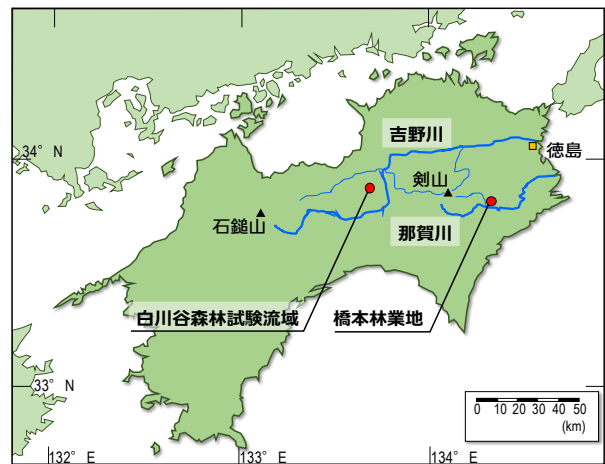 吉野川
34° N
徳島
剣山
石鎚山
那賀川
白川谷森林試験流域
橋本林業地
33° N
0 10 20 30 40 50
(km)
132° E
133° E
134° E